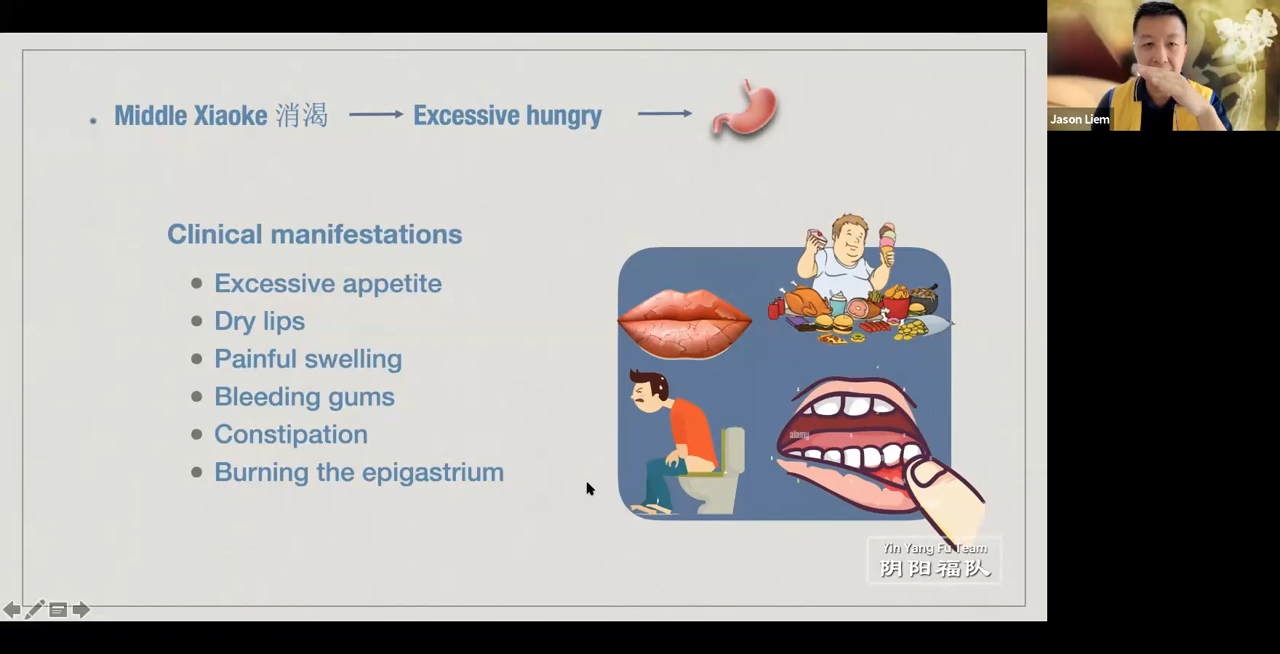 Middle Xiaoke 消渴
Excessive hungry
Clinical manifestations
Excessive appetite
Dry lips
Painful swelling
Bleeding gums
Constipation
Burning the epigastrium
alamy
Yin Yang Fu Team
阴阳福队
Jason Liem